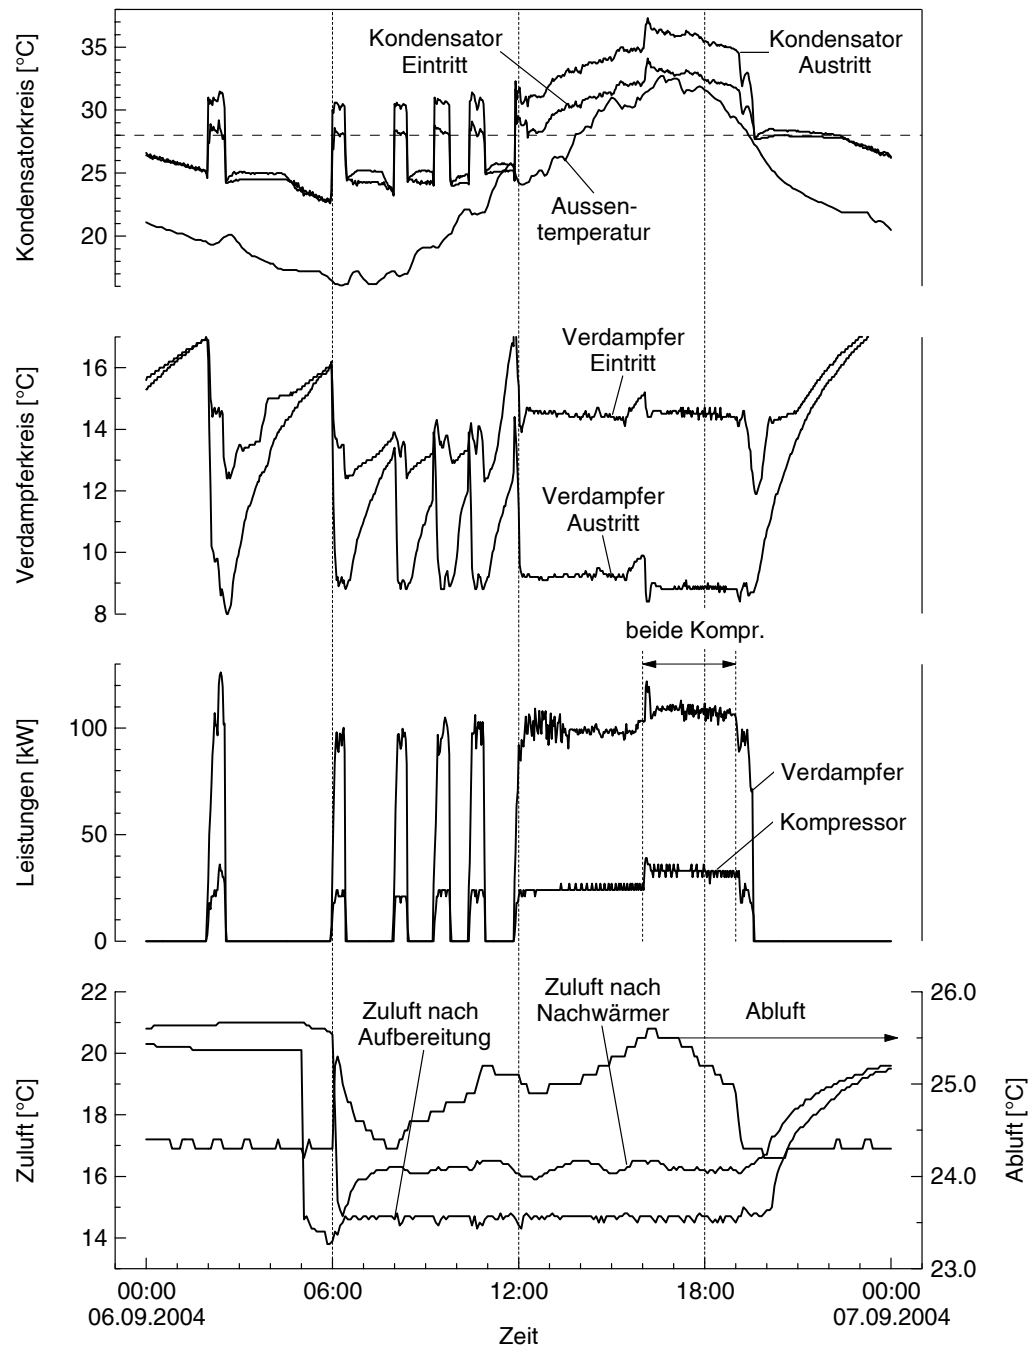 Kondensatorkreis [°C]
35
30
25
20
Kondensator
Eintritt
Kondensator
Austritt
Aussen-
temperatur
Verdampferkreis [°C]
16
14
12
10
8
Verdampfer
Eintritt
Verdampfer
Austritt
beide Kompr.
Leistungen [kW]
100
50
0
Verdampfer
Kompressor
Zuluft [°C]
22
20
18
16
14
Zuluft nach
Aufbereitung
Zuluft nach
Nachwärmer
Abluft
26.0
25.0
24.0
23.0
Abluft [°C]
00:00
06:00
12:00
18:00
00:00
06.09.2004
07.09.2004
Zeit